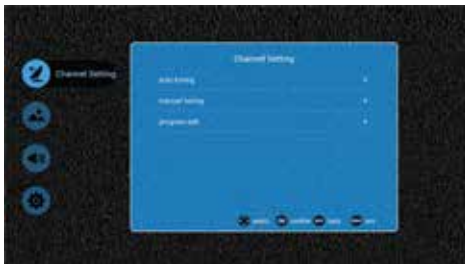 Channel Setting
Channel Setting
auto tuning
manual tuning
program edit